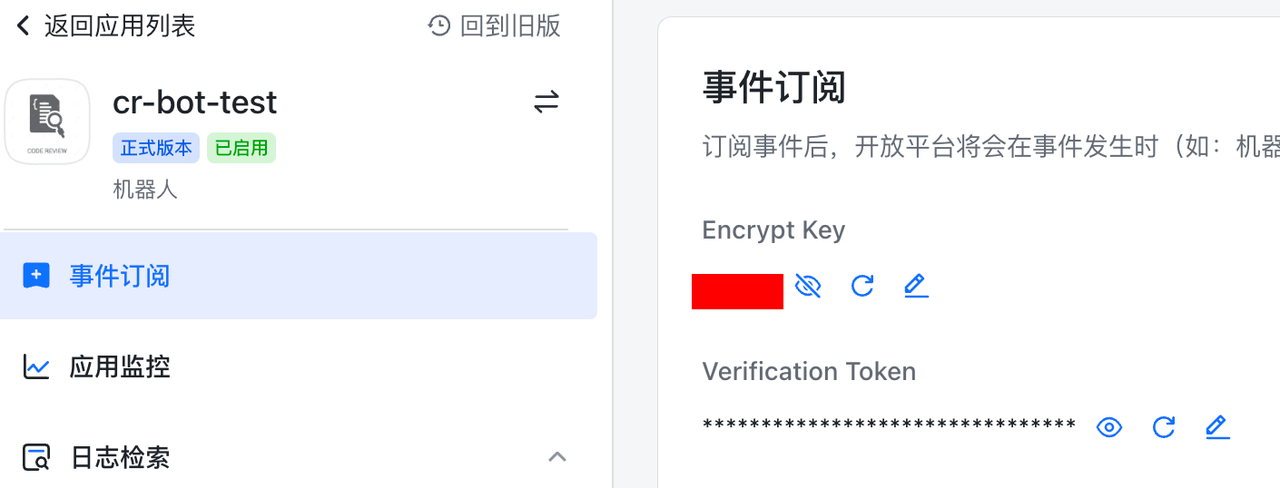 返回应用列表
回到旧版
CODE REVIEW
cr-bot-test
正式版本
已启用
机器人
事件订阅
应用监控
日志检索
事件订阅
订阅事件后，开放平台将会在事件发生时（如：机器
Encrypt Key
Verification Token
********************************